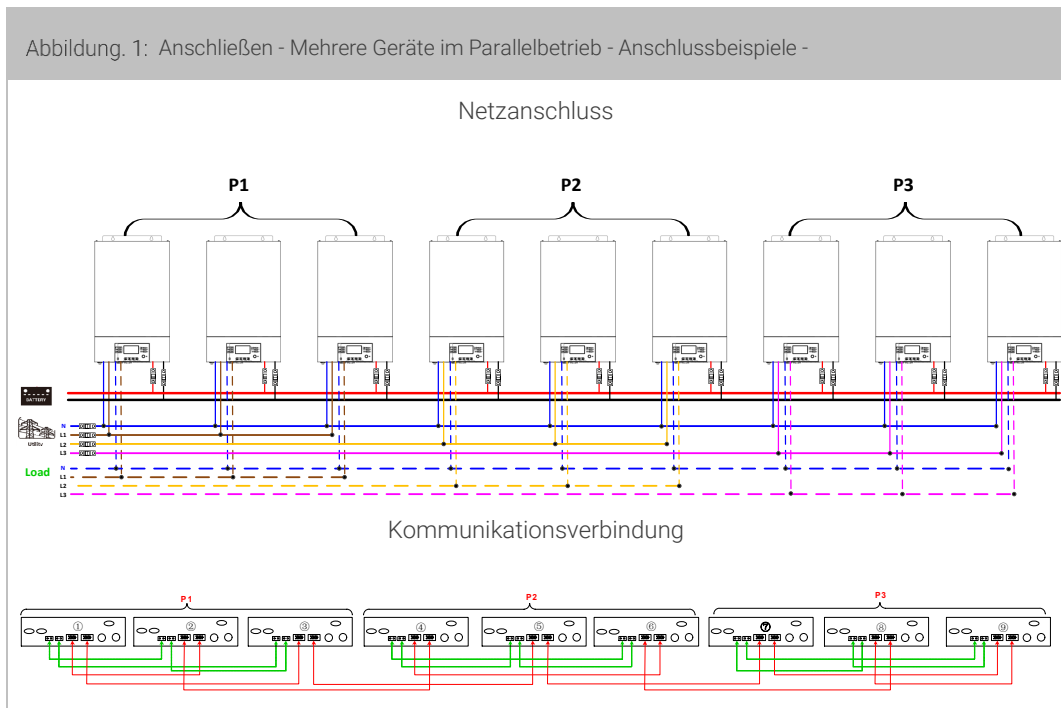 Abbildung. 1: Anschließen - Mehrere Geräte im Parallelbetrieb - Anschlussbeispiele -
Netzanschluss
P1 P2 P3
BATTERY
N
L1
Utility
L2
L3
Load
N
L1
L2
L3
Kommunikationsverbindung
P1 P2 P3
① ② ③ ④ ⑤ ⑥ ❼ ⑧ ⑨